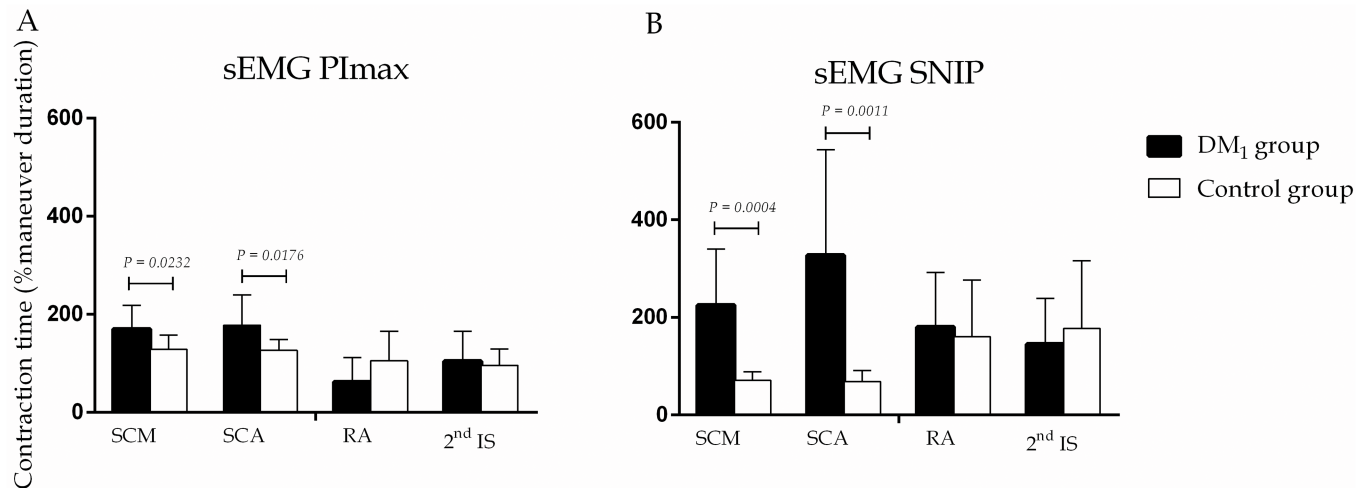 A
sEMG PImax
Contraction time (%maneuver duration)
600
400
200
0
P = 0.0232
P = 0.0176
SCM
SCA
RA
2nd IS
B
sEMG SNIP
600
400
200
0
P = 0.0004
P = 0.0011
SCM
SCA
RA
2nd IS
DM1 group
Control group